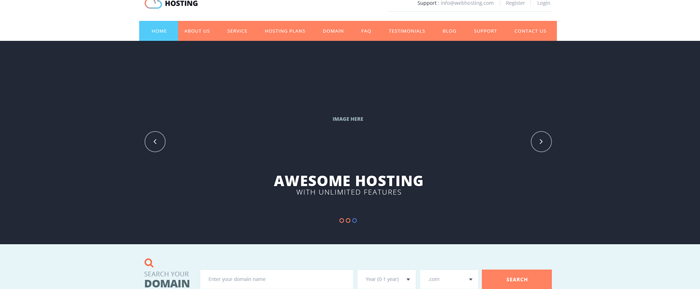 HOSTING
Support : info@webhosting.com Register Login
HOME ABOUT US SERVICE HOSTING PLANS DOMAIN FAQ TESTIMONIALS BLOG SUPPORT CONTACT US
IMAGE HERE
AWESOME HOSTING
WITH UNLIMITED FEATURES
SEARCH YOUR
DOMAIN
Enter your domain name Year (0-1 year) .com SEARCH